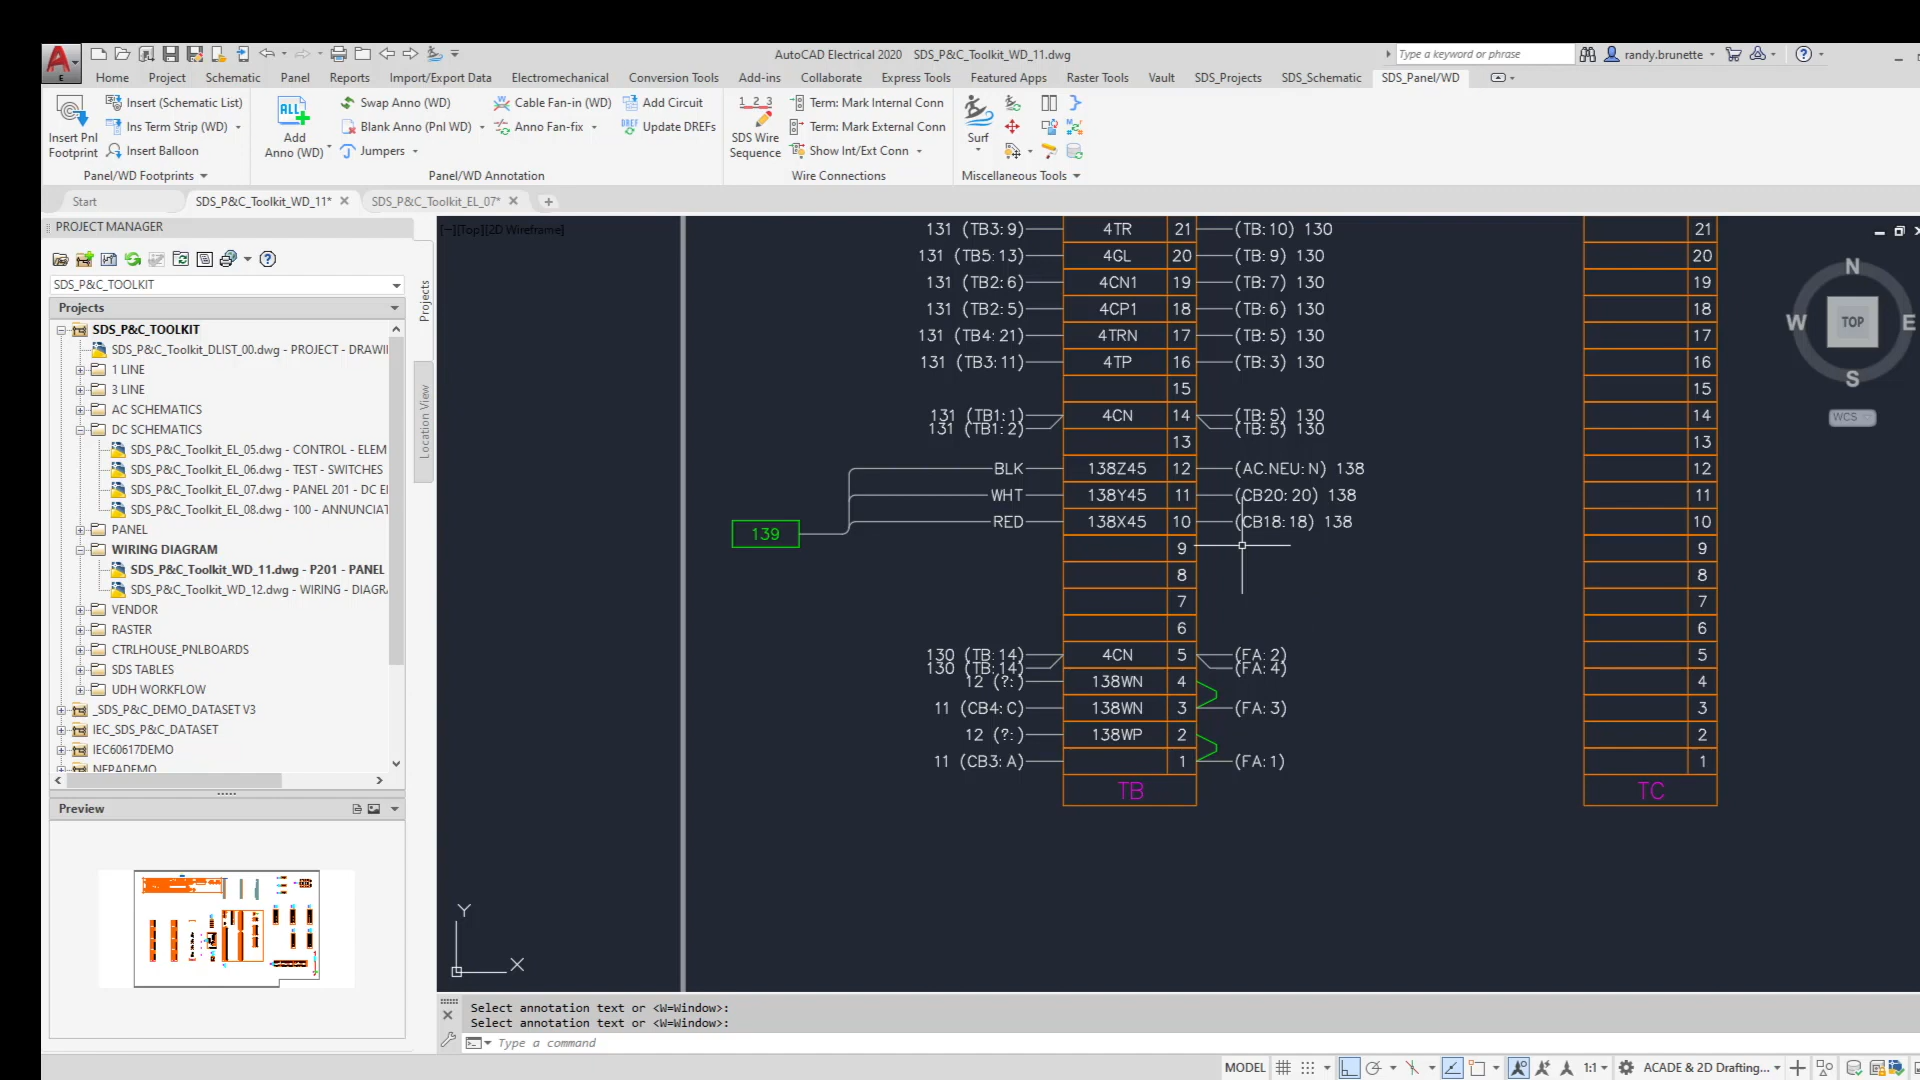 AutoCAD Electrical 2020 SDS_P&C_Toolkit_WD_11.dwg
Type a keyword or phrase
randy.brunette
Home Project Schematic Panel Reports Import/Export Data Electromechanical Conversion Tools Add-ins Collaborate Express Tools Featured Apps Raster Tools Vault SDS_Projects SDS_Schematic SDS_Panel/WD
Insert Pnl Footprint
Insert (Schematic List)
Ins Term Strip (WD)
Insert Balloon
Panel/WD Footprints
ALL
Add
Anno (WD)
Swap Anno (WD)
Blank Anno (Pnl WD)
Jumpers
Cable Fan-in (WD)
Anno Fan-fix
Add Circuit
DREF Update DREFs
Panel/WD Annotation
1 2 3
SDS Wire
Sequence
Term: Mark Internal Conn
Term: Mark External Conn
Show Int/Ext Conn
Wire Connections
Surf
Miscellaneous Tools
Start SDS_P&C_Toolkit_WD_11* SDS_P&C_Toolkit_EL_07*
PROJECT MANAGER
SDS_P&C_TOOLKIT
Projects
SDS_P&C_TOOLKIT
SDS_P&C_Toolkit_DLIST_00.dwg - PROJECT - DRAWI
1 LINE
3 LINE
AC SCHEMATICS
DC SCHEMATICS
SDS_P&C_Toolkit_EL_05.dwg - CONTROL - ELEM
SDS_P&C_Toolkit_EL_06.dwg - TEST - SWITCHES
SDS_P&C_Toolkit_EL_07.dwg - PANEL 201 - DC El
SDS_P&C_Toolkit_EL_08.dwg - 100 - ANNUNCIAT
PANEL
WIRING DIAGRAM
SDS_P&C_Toolkit_WD_11.dwg - P201 - PANEL
SDS_P&C_Toolkit_WD_12.dwg - WIRING - DIAGRA
VENDOR
RASTER
CTRLHOUSE_PNLBOARDS
SDS TABLES
UDH WORKFLOW
_SDS_P&C_DEMO_DATASET V3
IEC_SDS_P&C_DATASET
IEC60617DEMO
NFPADEMO
Projects
Location View
Preview
[−][Top][2D Wireframe]
131 (TB3:9) 4TR 21 (TB:10) 130
131 (TB5:13) 4GL 20 (TB:9) 130
131 (TB2:6) 4CN1 19 (TB:7) 130
131 (TB2:5) 4CP1 18 (TB:6) 130
131 (TB4:21) 4TRN 17 (TB:5) 130
131 (TB3:11) 4TP 16 (TB:3) 130
15
131 (TB1:1) 4CN 14 (TB:5) 130
131 (TB1:2) (TB:5) 130
13
BLK 138Z45 12 (AC.NEU:N) 138
WHT 138Y45 11 (CB20:20) 138
RED 138X45 10 (CB18:18) 138
139
9
8
7
6
130 (TB:14) 4CN 5 (FA:2)
130 (TB:14) (FA:4)
12 (?:) 138WN 4
11 (CB4:C) 138WN 3 (FA:3)
12 (?:) 138WP 2
11 (CB3:A) 1 (FA:1)
TB
21
20
19
18
17
16
15
14
13
12
11
10
9
8
7
6
5
4
3
2
1
TC
N
W TOP E
S
WCS
Y
X
Select annotation text or <W=Window>:
Select annotation text or <W=Window>:
Type a command
MODEL 1:1 ACADE & 2D Drafting...